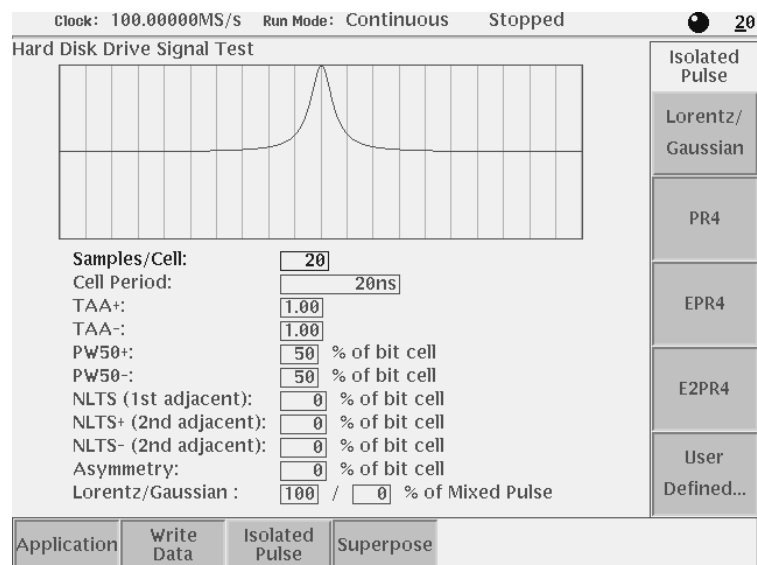 Clock: 100.00000MS/s Run Mode: Continuous Stopped 20
Hard Disk Drive Signal Test
Isolated
Pulse
Lorentz/
Gaussian
PR4
EPR4
E2PR4
User
Defined...
Samples/Cell: 20
Cell Period: 20ns
TAA+: 1.00
TAA-: 1.00
PW50+: 50 % of bit cell
PW50-: 50 % of bit cell
NLTS (1st adjacent): 0 % of bit cell
NLTS+ (2nd adjacent): 0 % of bit cell
NLTS- (2nd adjacent): 0 % of bit cell
Asymmetry: 0 % of bit cell
Lorentz/Gaussian : 100 / 0 % of Mixed Pulse
Application
Write
Data
Isolated
Pulse
Superpose